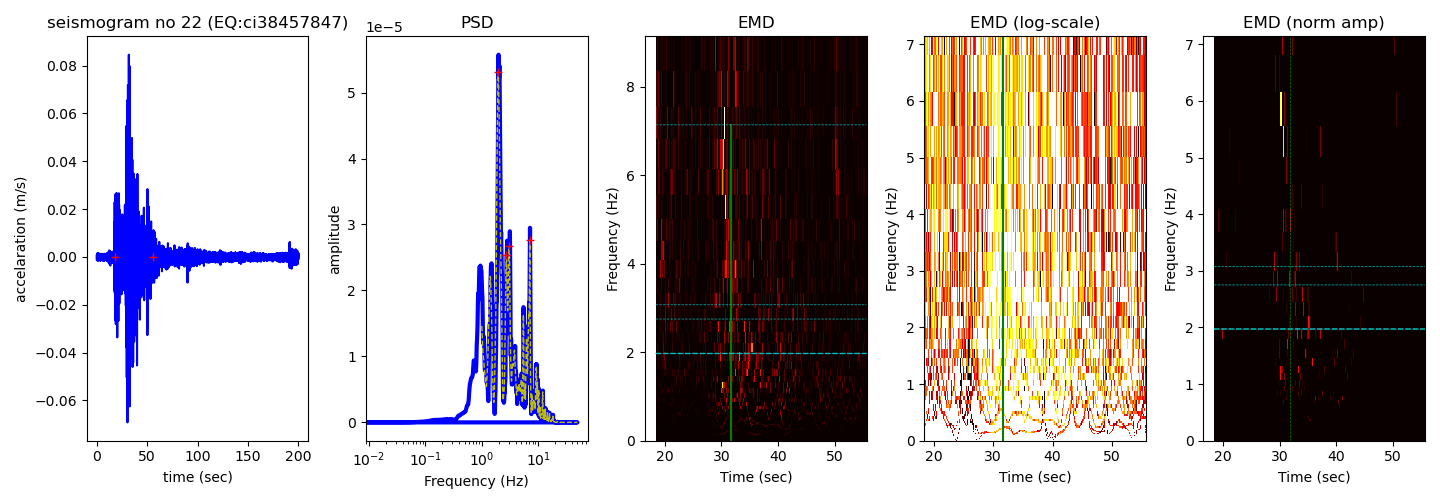 seismogram no 22 (EQ:ci38457847)
accelaration (m/s)
0.08
0.06
0.04
0.02
0.00
−0.02
−0.04
−0.06
0 50 100 150 200
time (sec)
PSD
1e−5
amplitude
5
4
3
2
1
0
10⁻² 10⁻¹ 10⁰ 10¹
Frequency (Hz)
EMD
Frequency (Hz)
8
6
4
2
0
20 30 40 50
Time (sec)
EMD (log-scale)
Frequency (Hz)
7
6
5
4
3
2
1
0
20 30 40 50
Time (sec)
EMD (norm amp)
Frequency (Hz)
7
6
5
4
3
2
1
0
20 30 40 50
Time (sec)